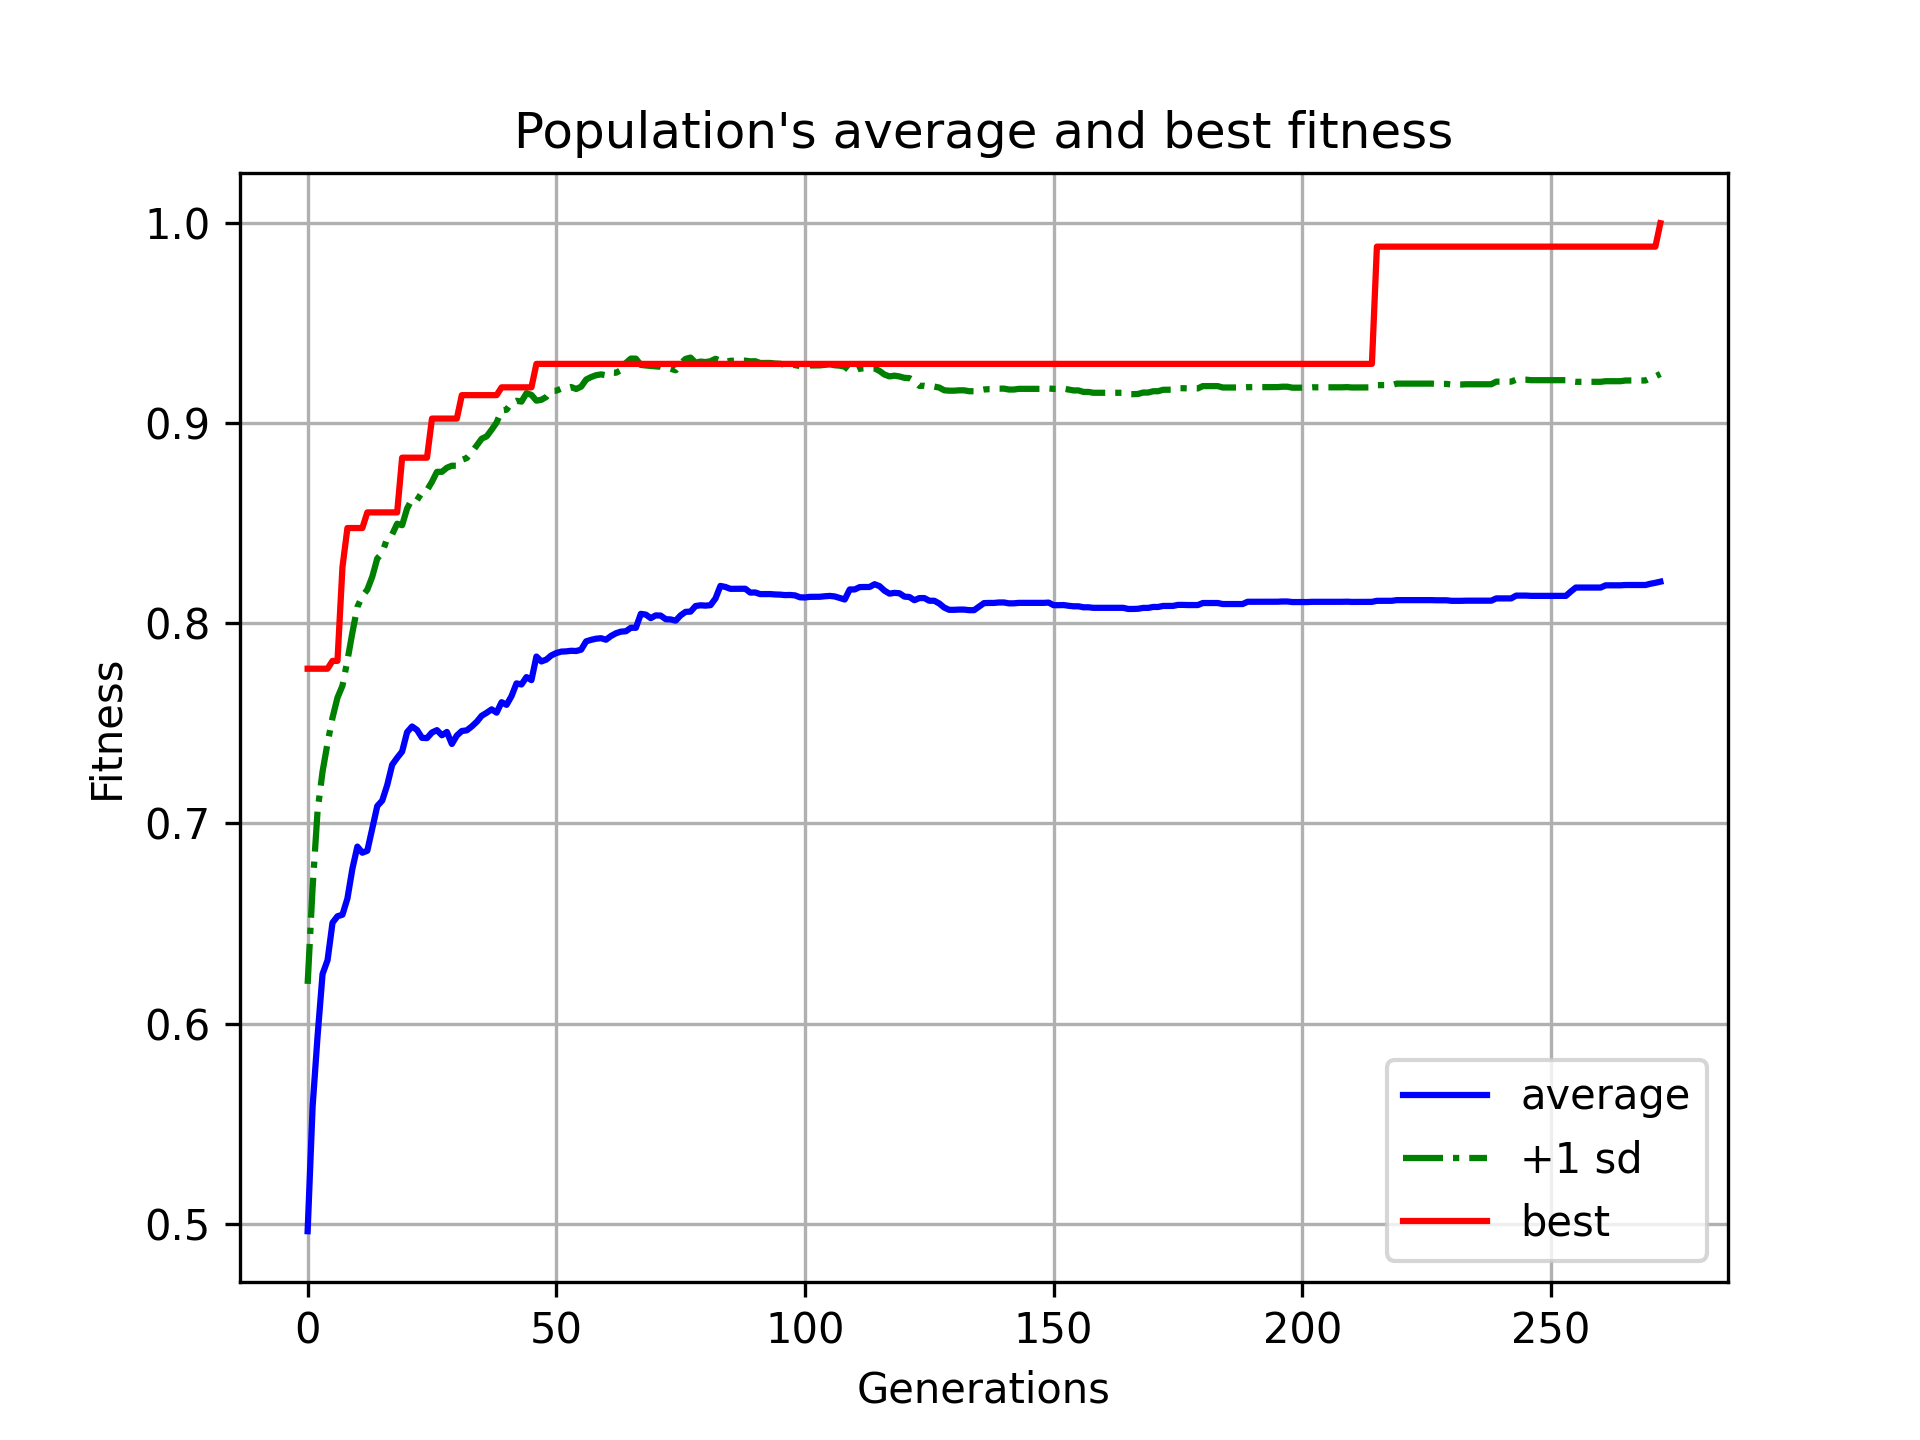 Population's average and best fitness
1.0
0.9
0.8
0.7
0.6
0.5
Fitness
0 50 100 150 200 250
Generations
average
+1 sd
best